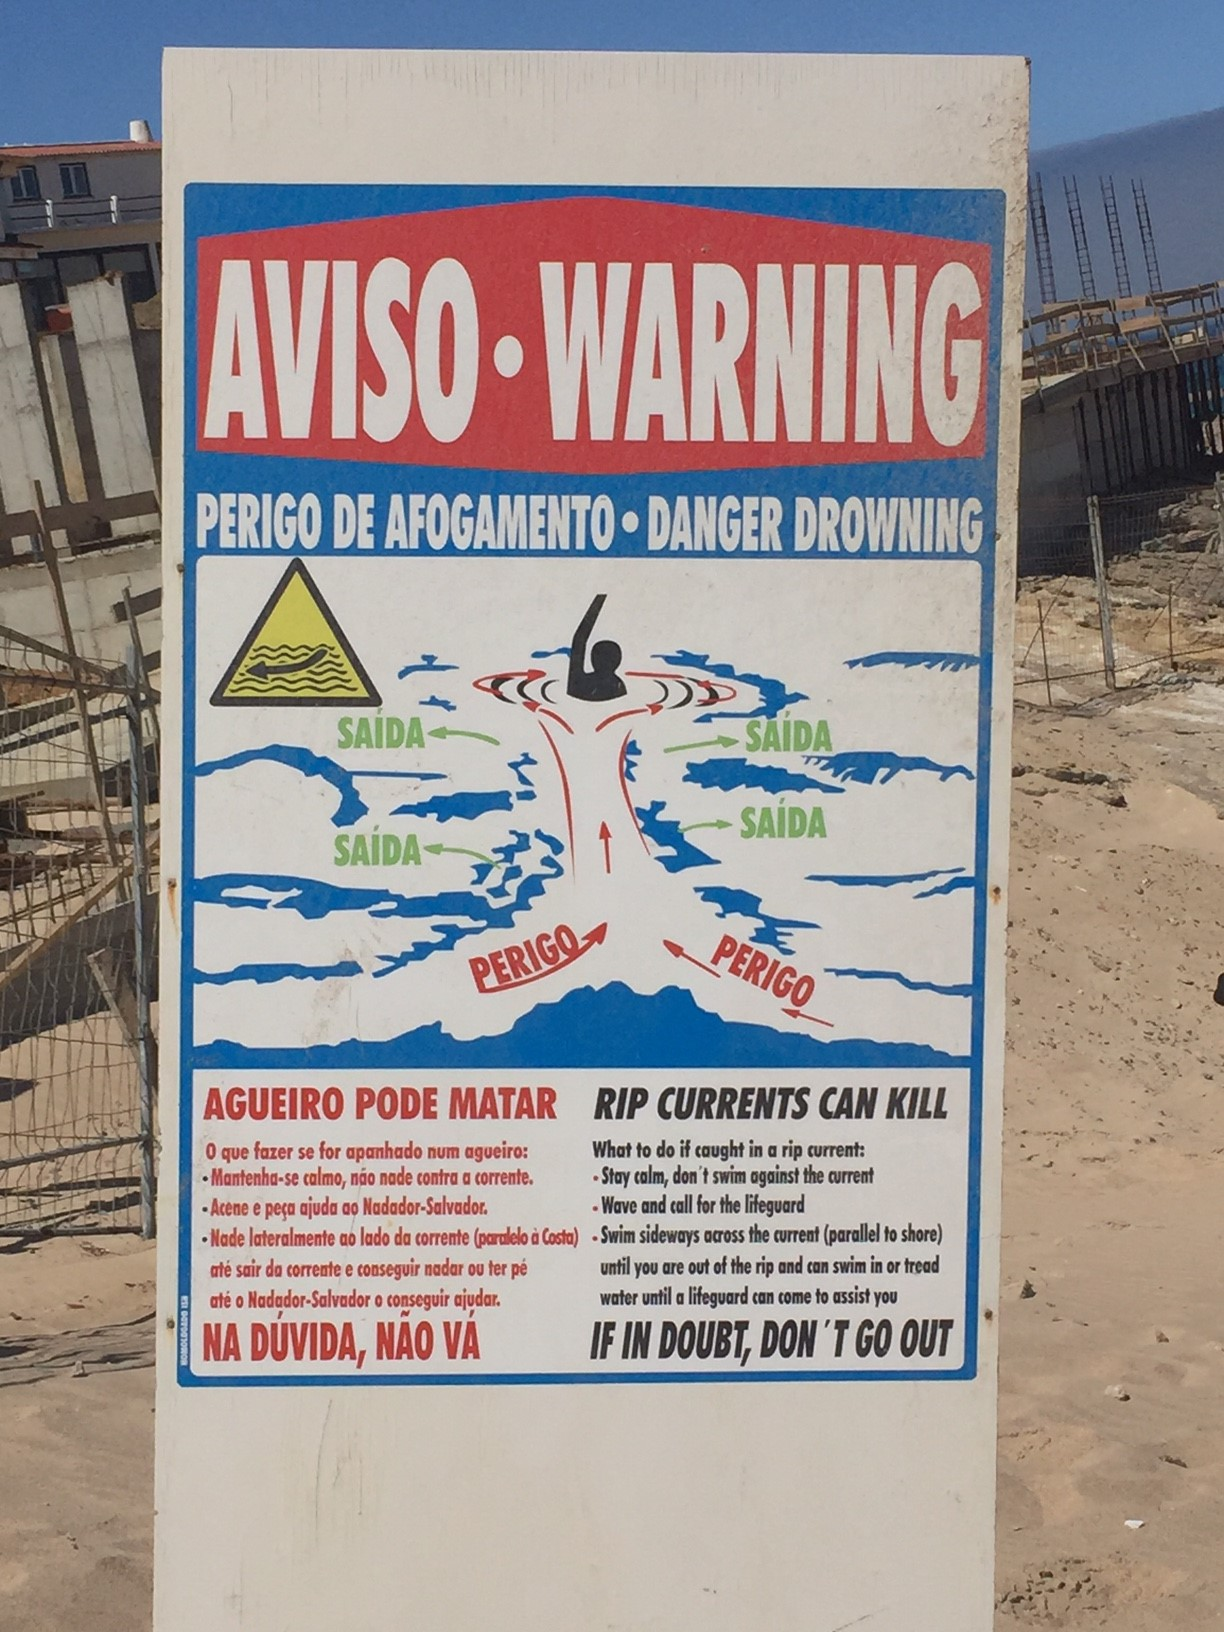 AVISO • WARNING
PERIGO DE AFOGAMENTO • DANGER DROWNING
SAÍDA
SAÍDA
SAÍDA
SAÍDA
PERIGO
PERIGO
AGUEIRO PODE MATAR
O que fazer se for apanhado num agueiro:
• Mantenha-se calmo, não nade contra a corrente.
• Acene e peça ajuda ao Nadador-Salvador.
• Nade lateralmente ao lado da corrente (paralelo à Costa)
até sair da corrente e conseguir nadar ou ter pé
até o Nadador-Salvador o conseguir ajudar.
NA DÚVIDA, NÃO VÁ
RIP CURRENTS CAN KILL
What to do if caught in a rip current:
• Stay calm, don´t swim against the current
• Wave and call for the lifeguard
• Swim sideways across the current (parallel to shore)
until you are out of the rip and can swim in or tread
water until a lifeguard can come to assist you
IF IN DOUBT, DON´T GO OUT
HOMOLOGADO ISN